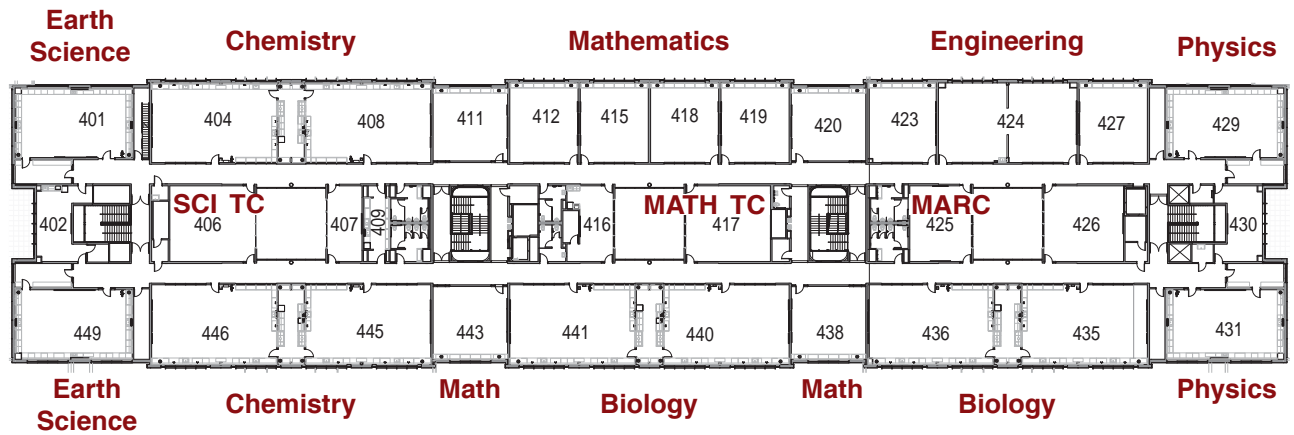 Earth
Science
Chemistry
Mathematics
Engineering
Physics
401
404
408
411
412
415
418
419
420
423
424
427
429
402
SCI TC
406
407
409
416
MATH TC
417
MARC
425
426
430
449
446
445
443
441
440
438
436
435
431
Earth
Science
Chemistry
Math
Biology
Math
Biology
Physics